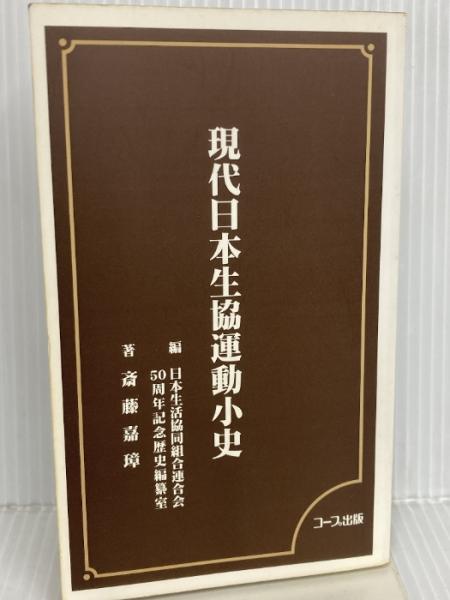 現代日本生協運動小史
編 日本生活協同組合連合会
50周年記念歴史編纂室
著 斎藤嘉璋
コープ出版